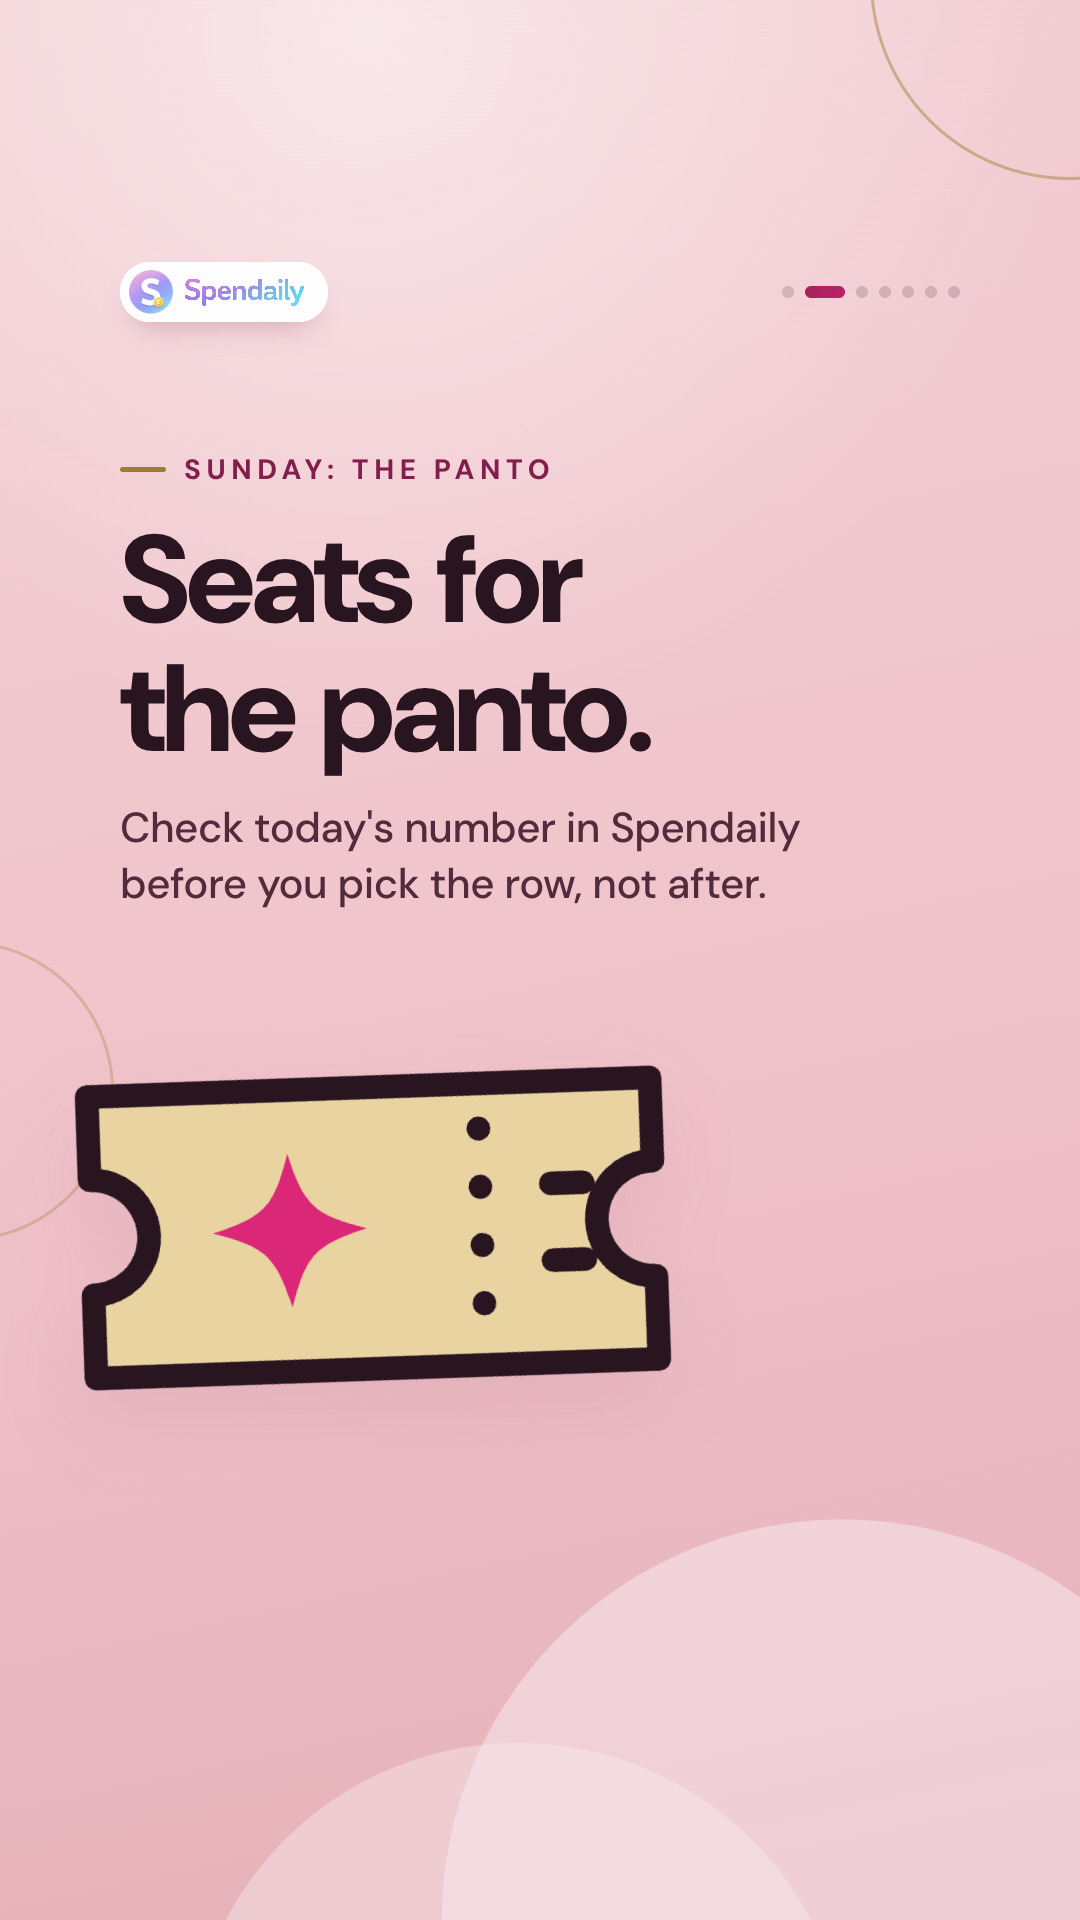 Spendaily
SUNDAY: THE PANTO
Seats for
the panto.
Check today's number in Spendaily
before you pick the row, not after.